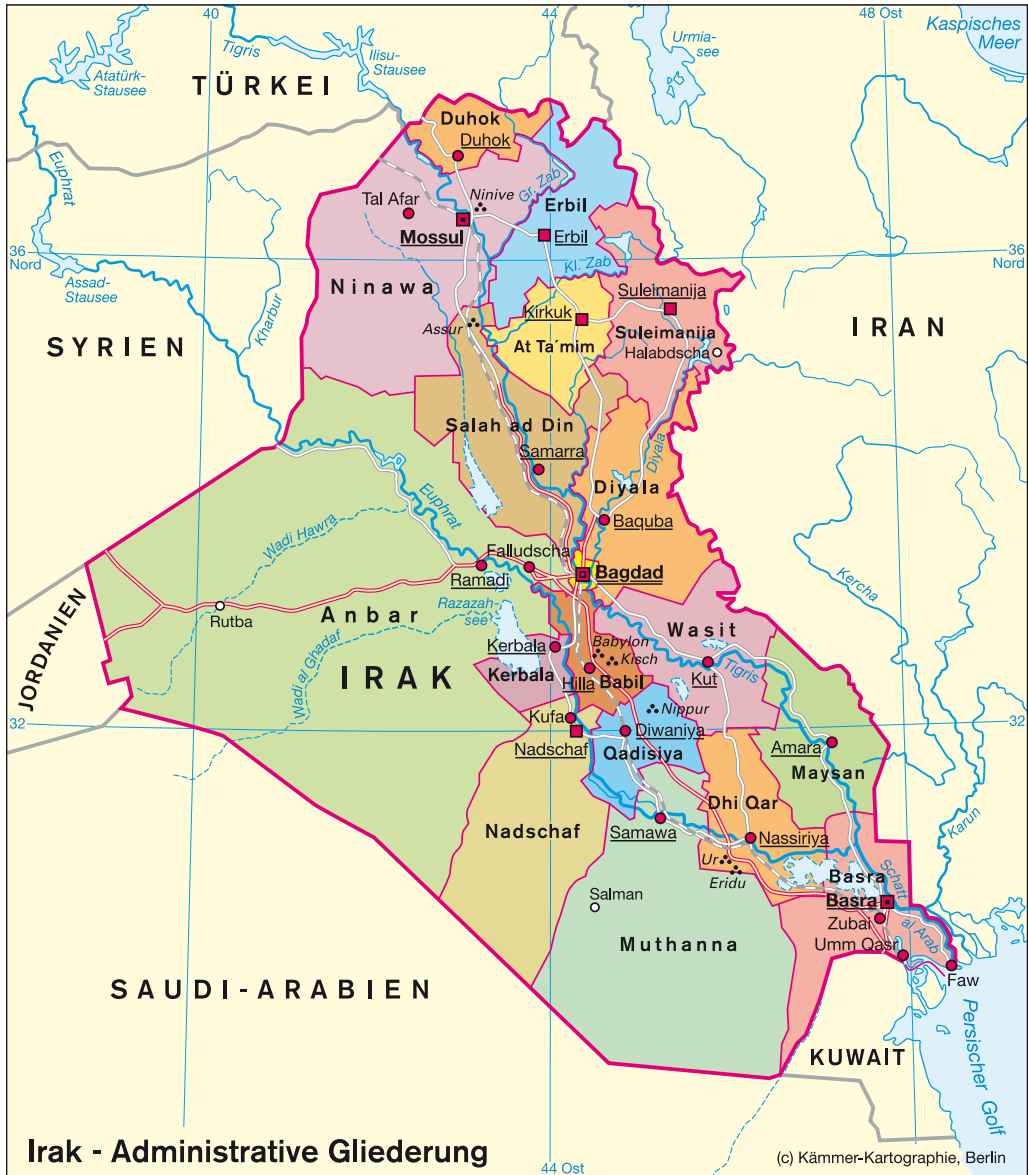 40
44
48 Ost
Kaspisches
Meer
Tigris
Ilisu-
Stausee
Urmia-
see
Atatürk-
Stausee
TÜRKEI
Duhok
Duhok
Euphrat
Gr. Zab
Tal Afar
Ninive
Erbil
Mossul
Erbil
36
Nord
36
Nord
Kl. Zab
Assad-
Stausee
Ninawa
Suleimanija
Kharbur
Kirkuk
Assur
IRAN
SYRIEN
At Ta´mim
Suleimanija
Halabdscha
Salah ad Din
Samarra
Diyala
Diyala
Euphrat
Wadi Hawra
Baquba
Falludscha
Bagdad
Ramadi
Kercha
JORDANIEN
Rutba
Anbar
Razazah-
see
Wasit
Wadi al Ghadaf
Kerbala
Babylon
Kisch
Tigris
IRAK
Kerbala
Hilla
Babil
Kut
Kufa
Nippur
32
32
Nadschaf
Diwaniya
Amara
Qadisiya
Maysan
Dhi Qar
Nadschaf
Samawa
Nassiriya
Karun
Ur
Eridu
Basra
Schatt
al Arab
Salman
Basra
Zubai
Muthanna
Umm Qasr
Faw
SAUDI-ARABIEN
Persischer Golf
KUWAIT
Irak - Administrative Gliederung
44 Ost
(c) Kämmer-Kartographie, Berlin